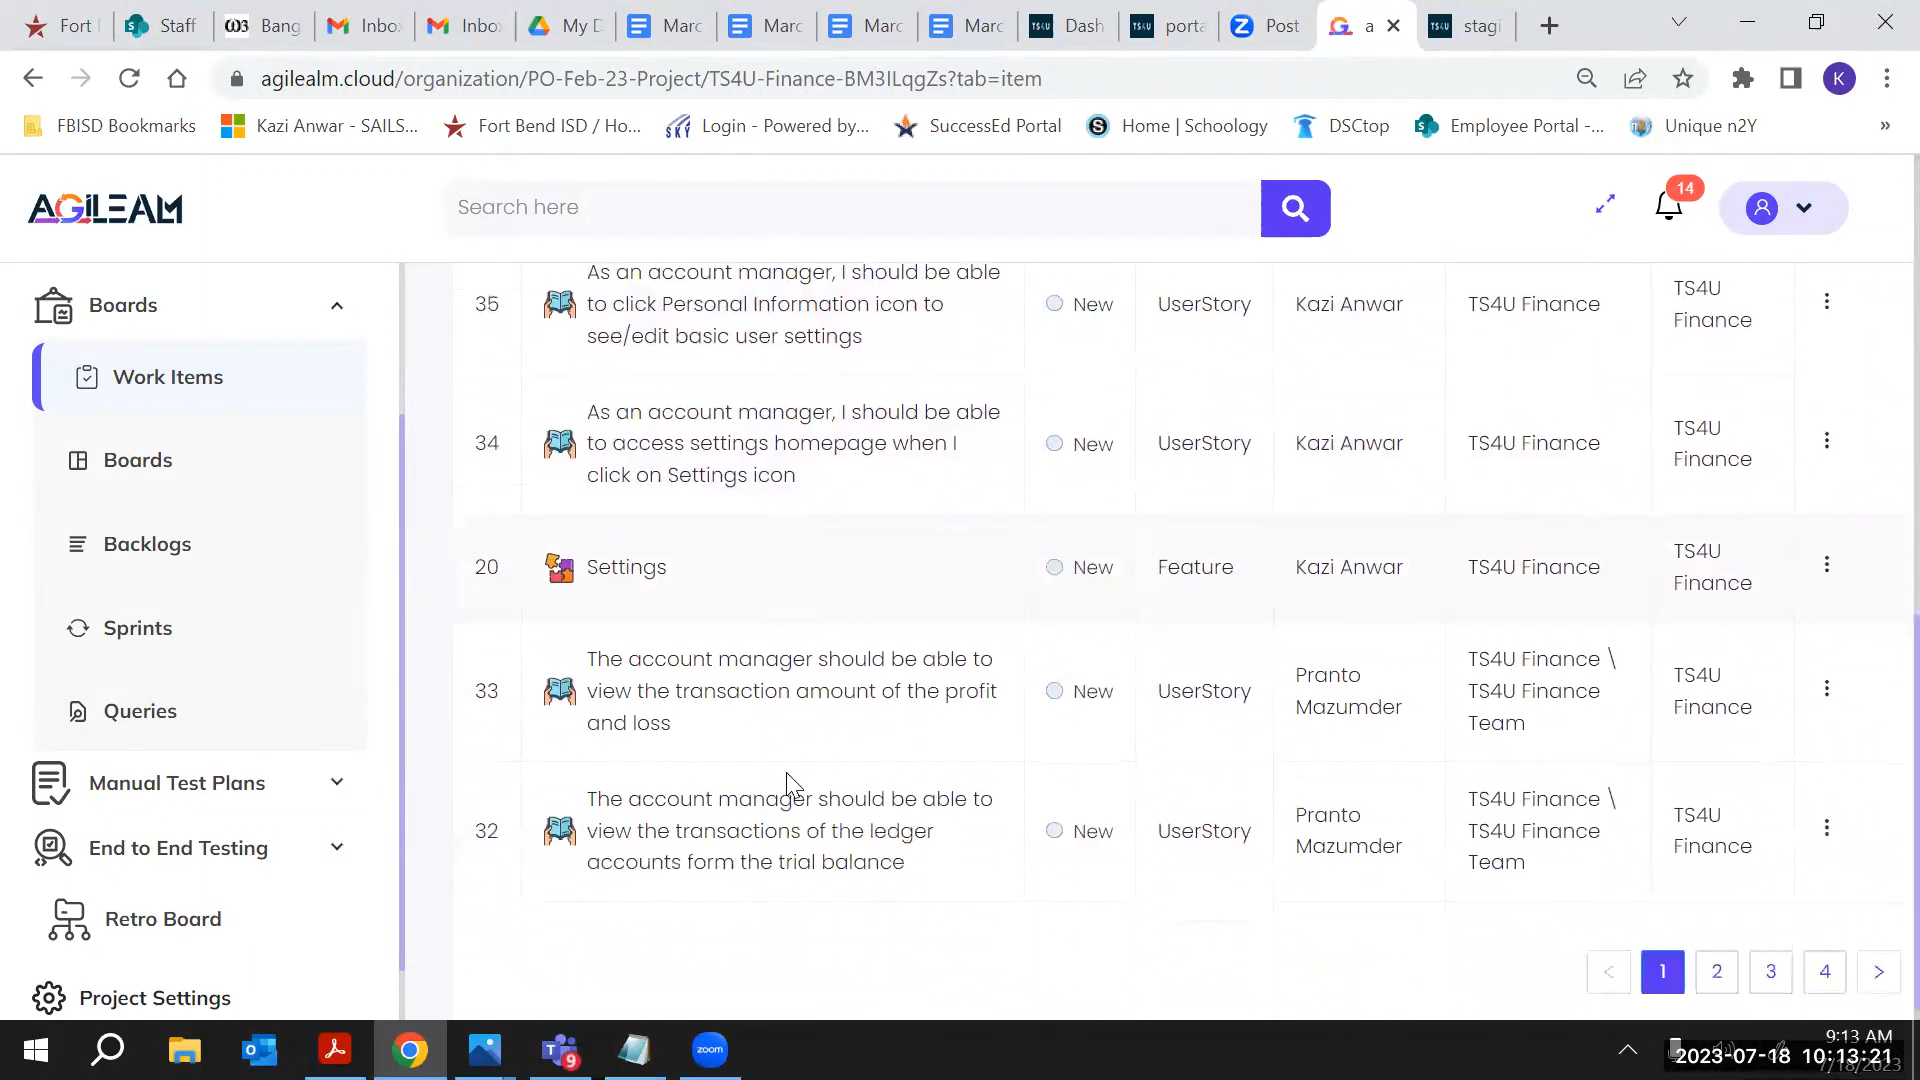 Fort
Staff
Bang
Inbo
Inbo
My D
Marc
Marc
Marc
Marc
TS4U Dash
TS4U porta
Post
a
TS4U stagi
agilealm.cloud/organization/PO-Feb-23-Project/TS4U-Finance-BM3ILqgZs?tab=item
K
FBISD Bookmarks
Kazi Anwar - SAILS...
Fort Bend ISD / Ho...
SKY Login - Powered by...
SuccessEd Portal
S Home | Schoology
DSCtop
Employee Portal -...
Unique n2Y
»
AGILEAM
Search here
14
Boards
Work Items
Boards
Backlogs
Sprints
Queries
Manual Test Plans
End to End Testing
Retro Board
Project Settings
35
As an account manager, I should be able
to click Personal Information icon to
see/edit basic user settings
New
UserStory
Kazi Anwar
TS4U Finance
TS4U
Finance
34
As an account manager, I should be able
to access settings homepage when I
click on Settings icon
New
UserStory
Kazi Anwar
TS4U Finance
TS4U
Finance
20
Settings
New
Feature
Kazi Anwar
TS4U Finance
TS4U
Finance
33
The account manager should be able to
view the transaction amount of the profit
and loss
New
UserStory
Pranto
Mazumder
TS4U Finance \
TS4U Finance
Team
TS4U
Finance
32
The account manager should be able to
view the transactions of the ledger
accounts form the trial balance
New
UserStory
Pranto
Mazumder
TS4U Finance \
TS4U Finance
Team
TS4U
Finance
< 1 2 3 4 >
9
zoom
9:13 AM
2023-07-18 10:13:21
7/18/2023